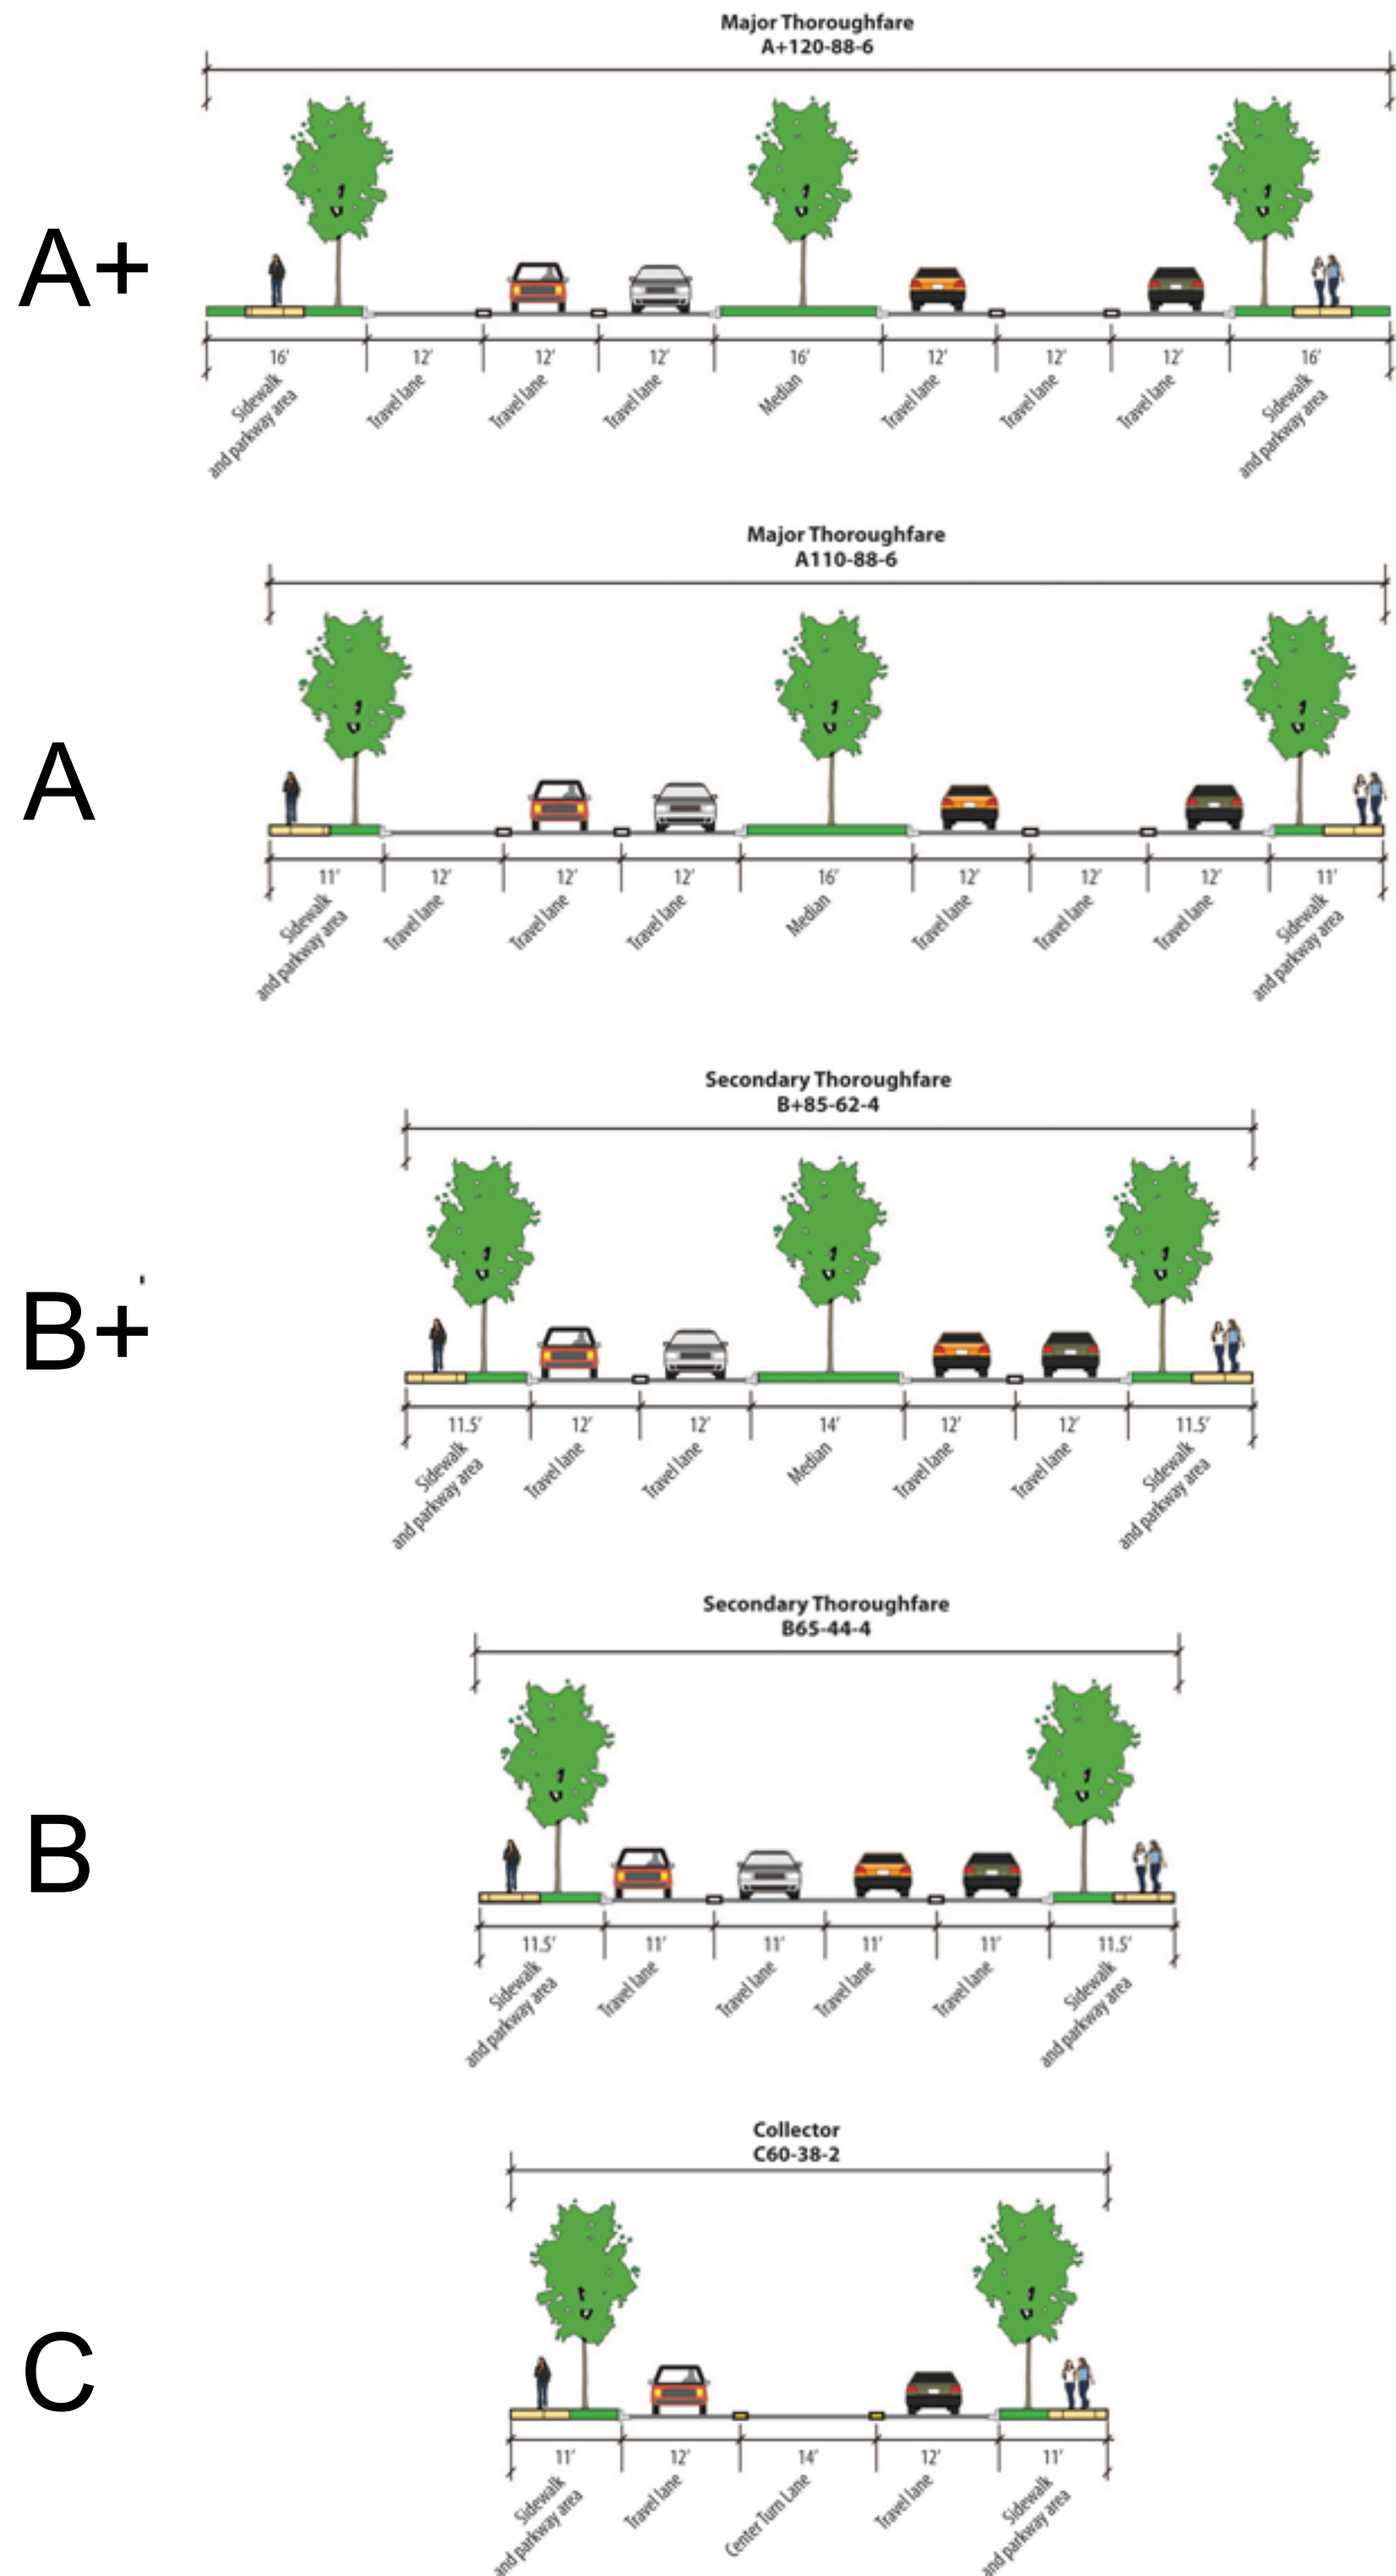 Major Thoroughfare
A+120-88-6
A+
16′ 12′ 12′ 12′ 16′ 12′ 12′ 12′ 16′
Sidewalk
and parkway area
Travel lane
Travel lane
Travel lane
Median
Travel lane
Travel lane
Travel lane
Sidewalk
and parkway area
Major Thoroughfare
A110-88-6
A
11′ 12′ 12′ 12′ 16′ 12′ 12′ 12′ 11′
Sidewalk
and parkway area
Travel lane
Travel lane
Travel lane
Median
Travel lane
Travel lane
Travel lane
Sidewalk
and parkway area
Secondary Thoroughfare
B+85-62-4
B+
11.5′ 12′ 12′ 14′ 12′ 12′ 11.5′
Sidewalk
and parkway area
Travel lane
Travel lane
Median
Travel lane
Travel lane
Sidewalk
and parkway area
Secondary Thoroughfare
B65-44-4
B
11.5′ 11′ 11′ 11′ 11′ 11.5′
Sidewalk
and parkway area
Travel lane
Travel lane
Travel lane
Travel lane
Sidewalk
and parkway area
Collector
C60-38-2
C
11′ 12′ 14′ 12′ 11′
Sidewalk
and parkway area
Travel lane
Center Turn Lane
Travel lane
Sidewalk
and parkway area